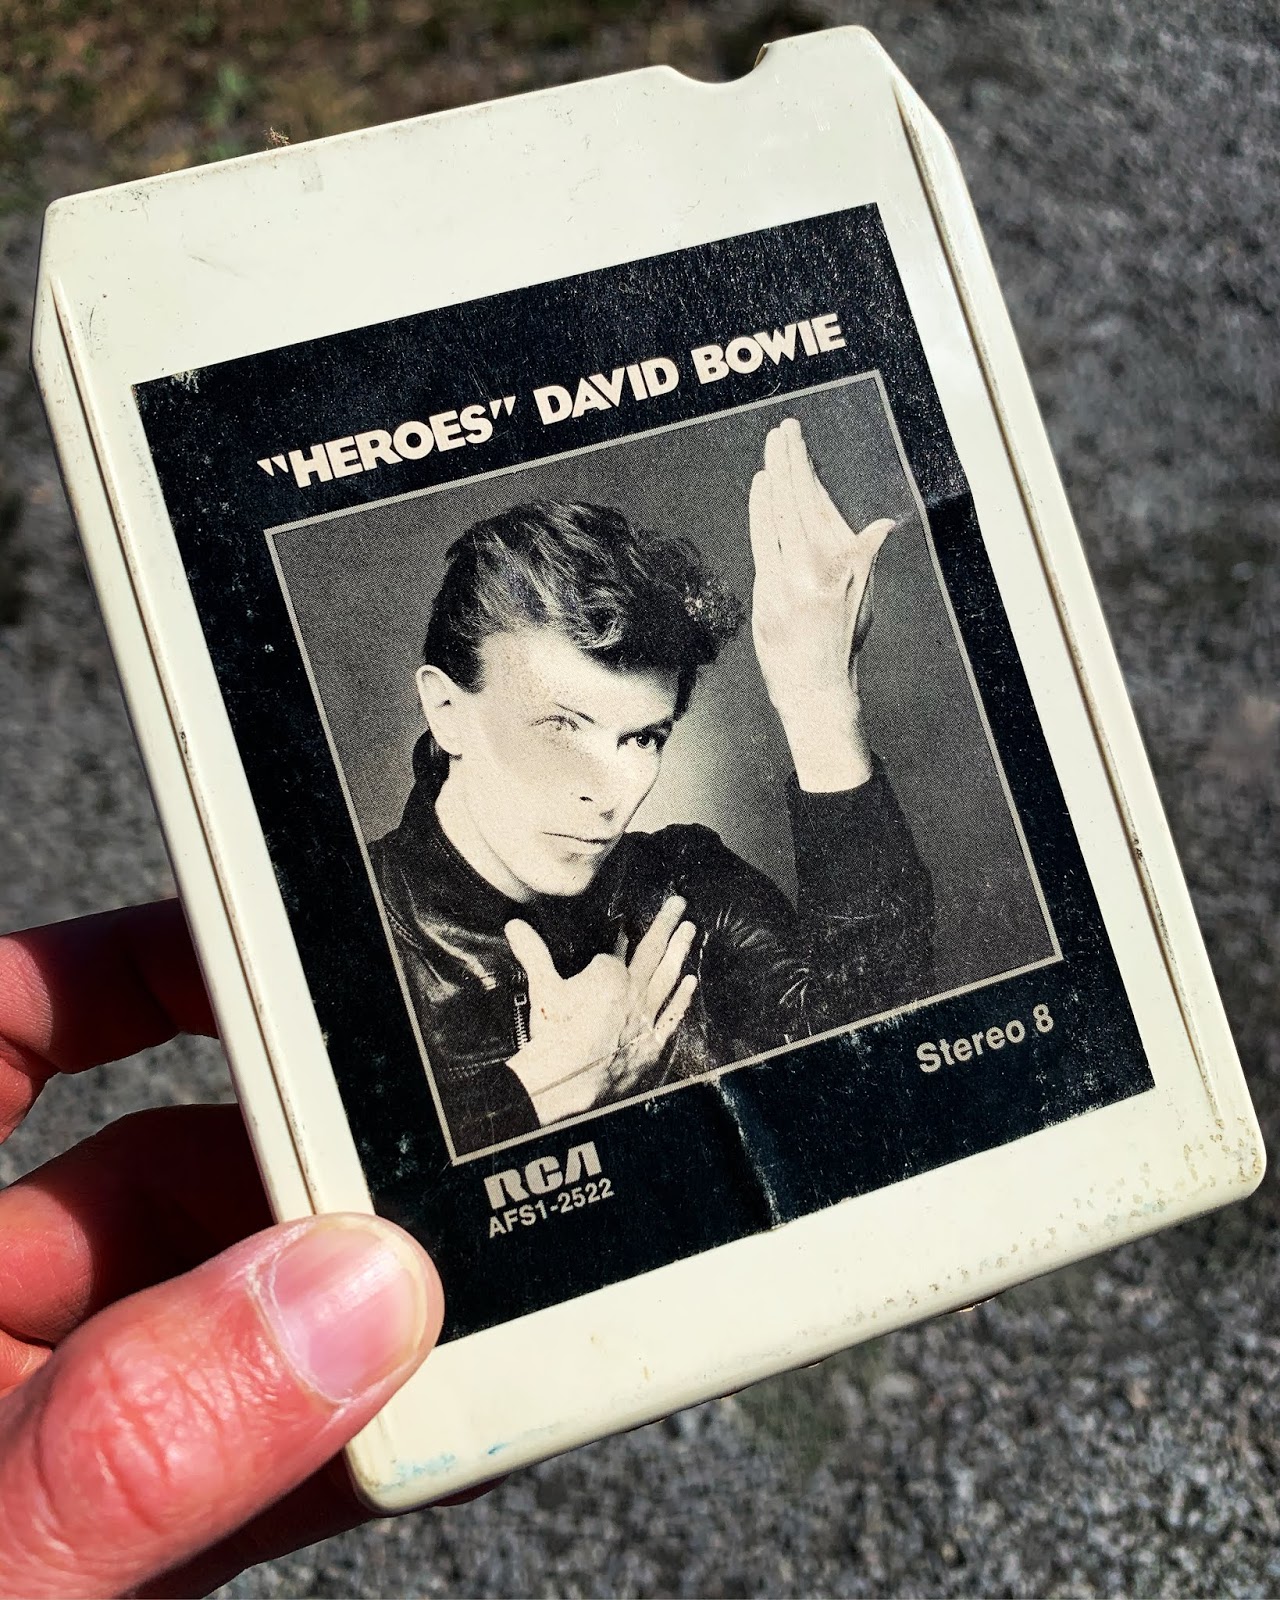 "HEROES" DAVID BOWIE
Stereo 8
RCA
AFS1-2522